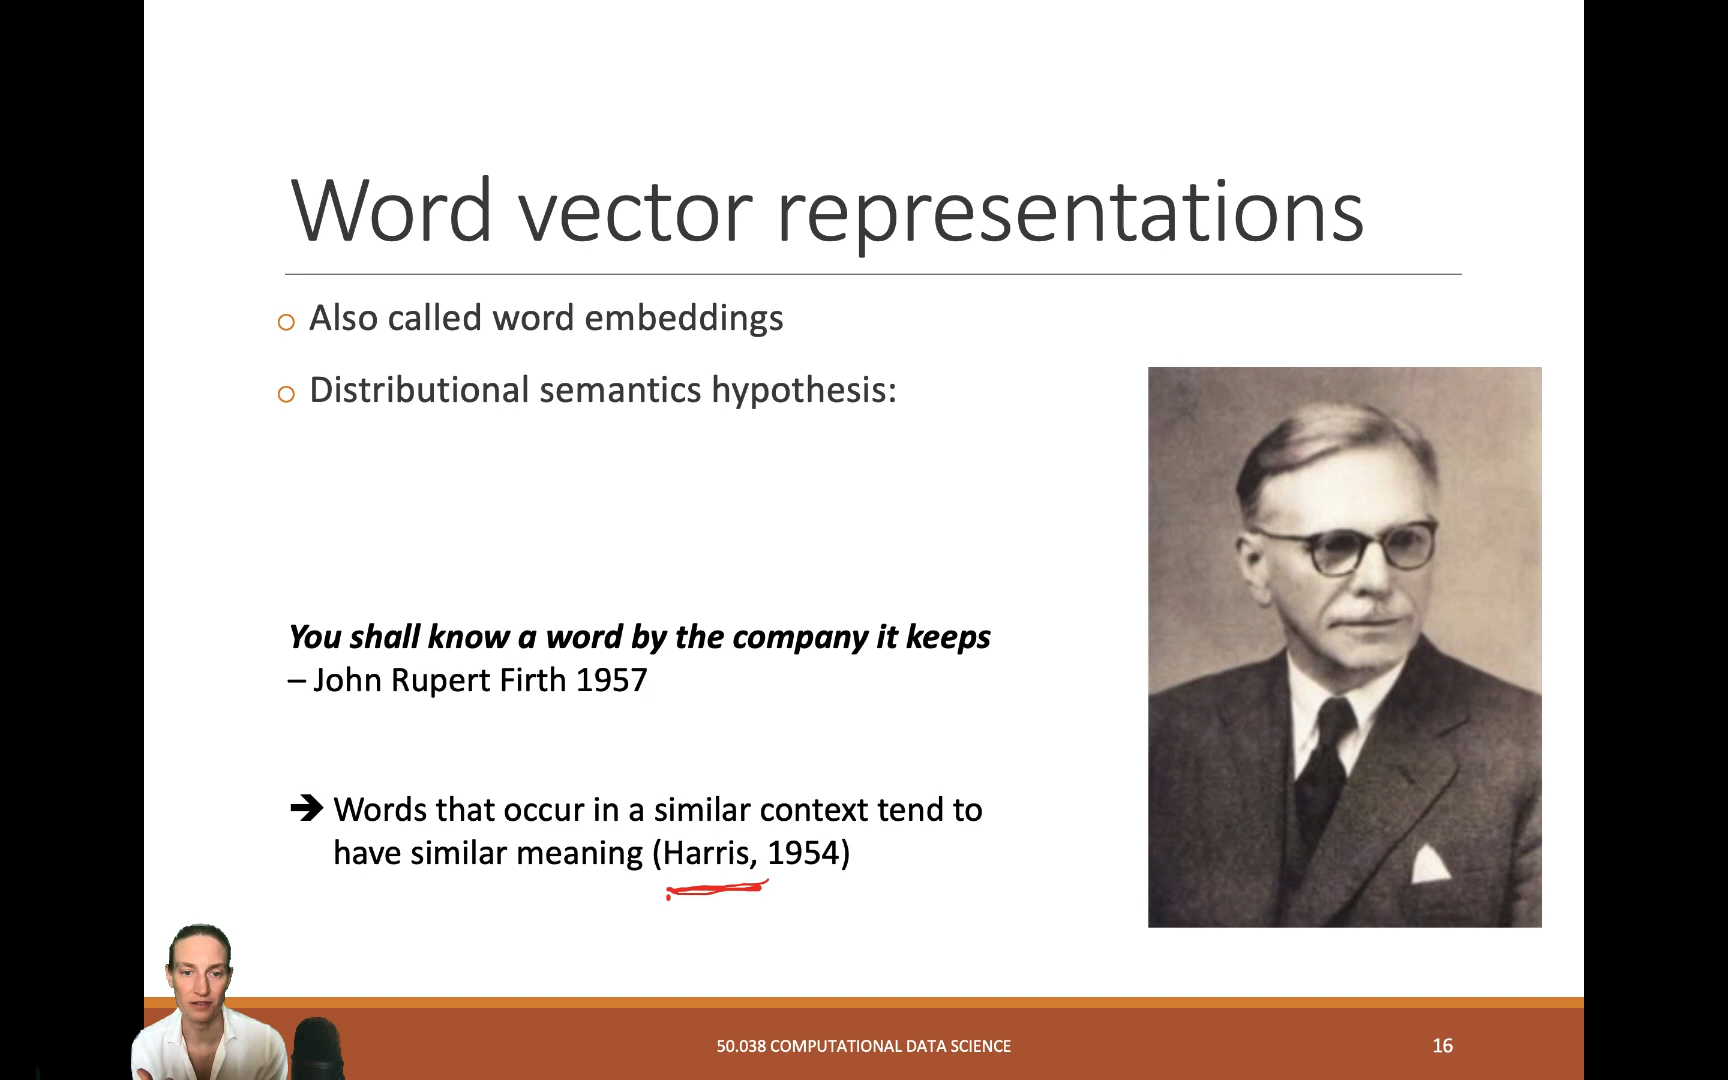 Word vector representations
Also called word embeddings
Distributional semantics hypothesis:
You shall know a word by the company it keeps
– John Rupert Firth 1957
➔ Words that occur in a similar context tend to
have similar meaning (Harris, 1954)
50.038 COMPUTATIONAL DATA SCIENCE
16